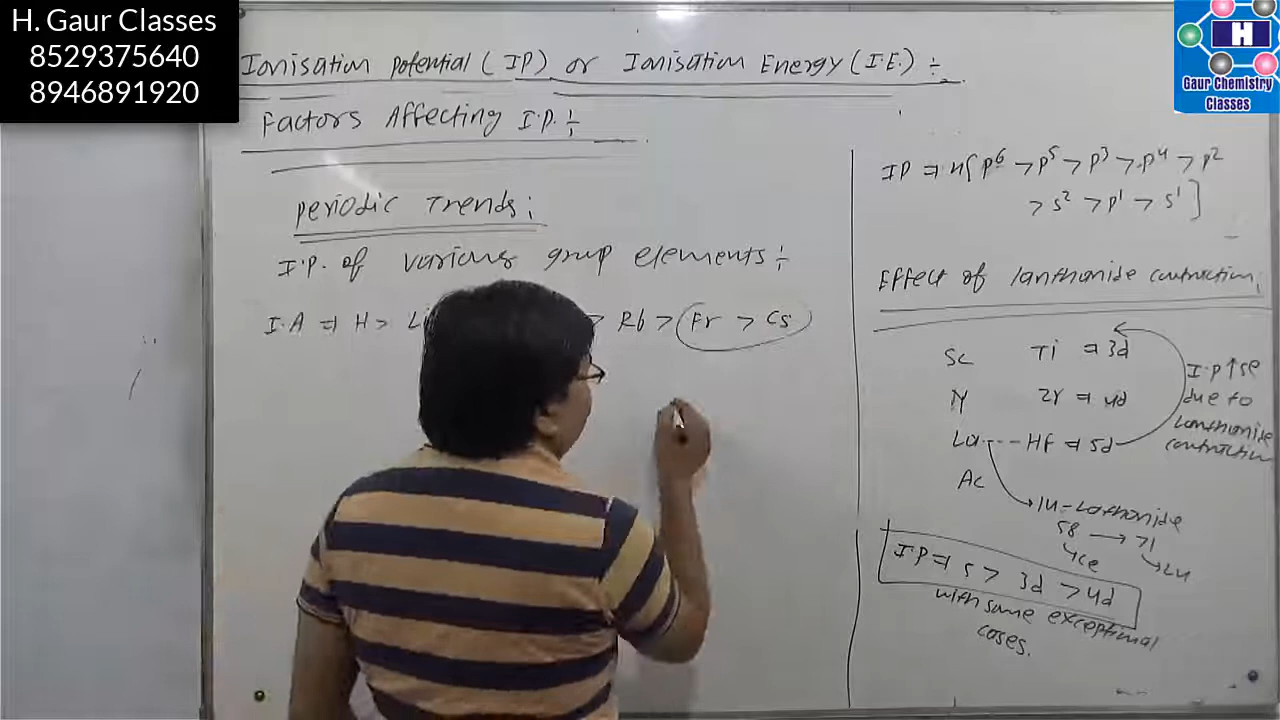 H. Gaur Classes
8529375640
8946891920
H
Gaur Chemistry
Classes
Ionisation potential (IP) or Ionisation Energy (I.E.) ÷
Factors Affecting I.P. ÷
Periodic Trends:
I.P. of various group elements ÷
I.A ⇒ H > L > Rb > Fr > Cs
IP ⇒ n[ p⁶ > p⁵ > p³ > p⁴ > p²
> s² > p¹ > s¹ ]
Effect of lanthanide contraction,
Sc Ti ⇒ 3d
Y Zr ⇒ 4d
La --- Hf ⇒ 5d
Ac
I.P ↑se
due to
Lanthanide
contraction
14 = Lanthanide
58 → 71
Ce Lu
I.P ⇒ 5 > 3d > 4d
with some exceptional
cases.